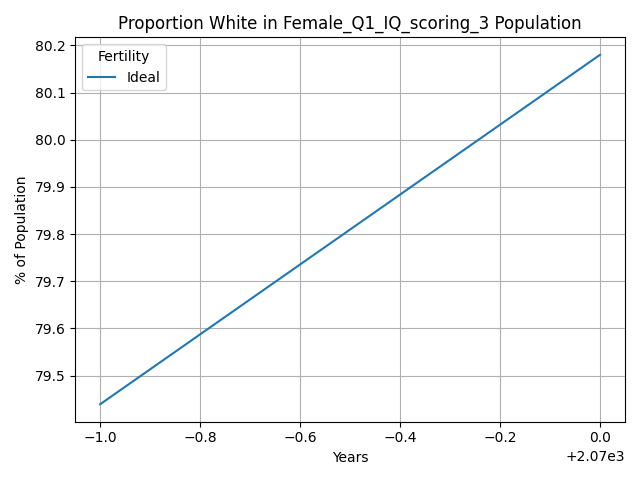 Proportion White in Female_Q1_IQ_scoring_3 Population
Fertility
Ideal
80.2
80.1
80.0
79.9
79.8
79.7
79.6
79.5
% of Population
−1.0
−0.8
−0.6
−0.4
−0.2
0.0
+2.07e3
Years